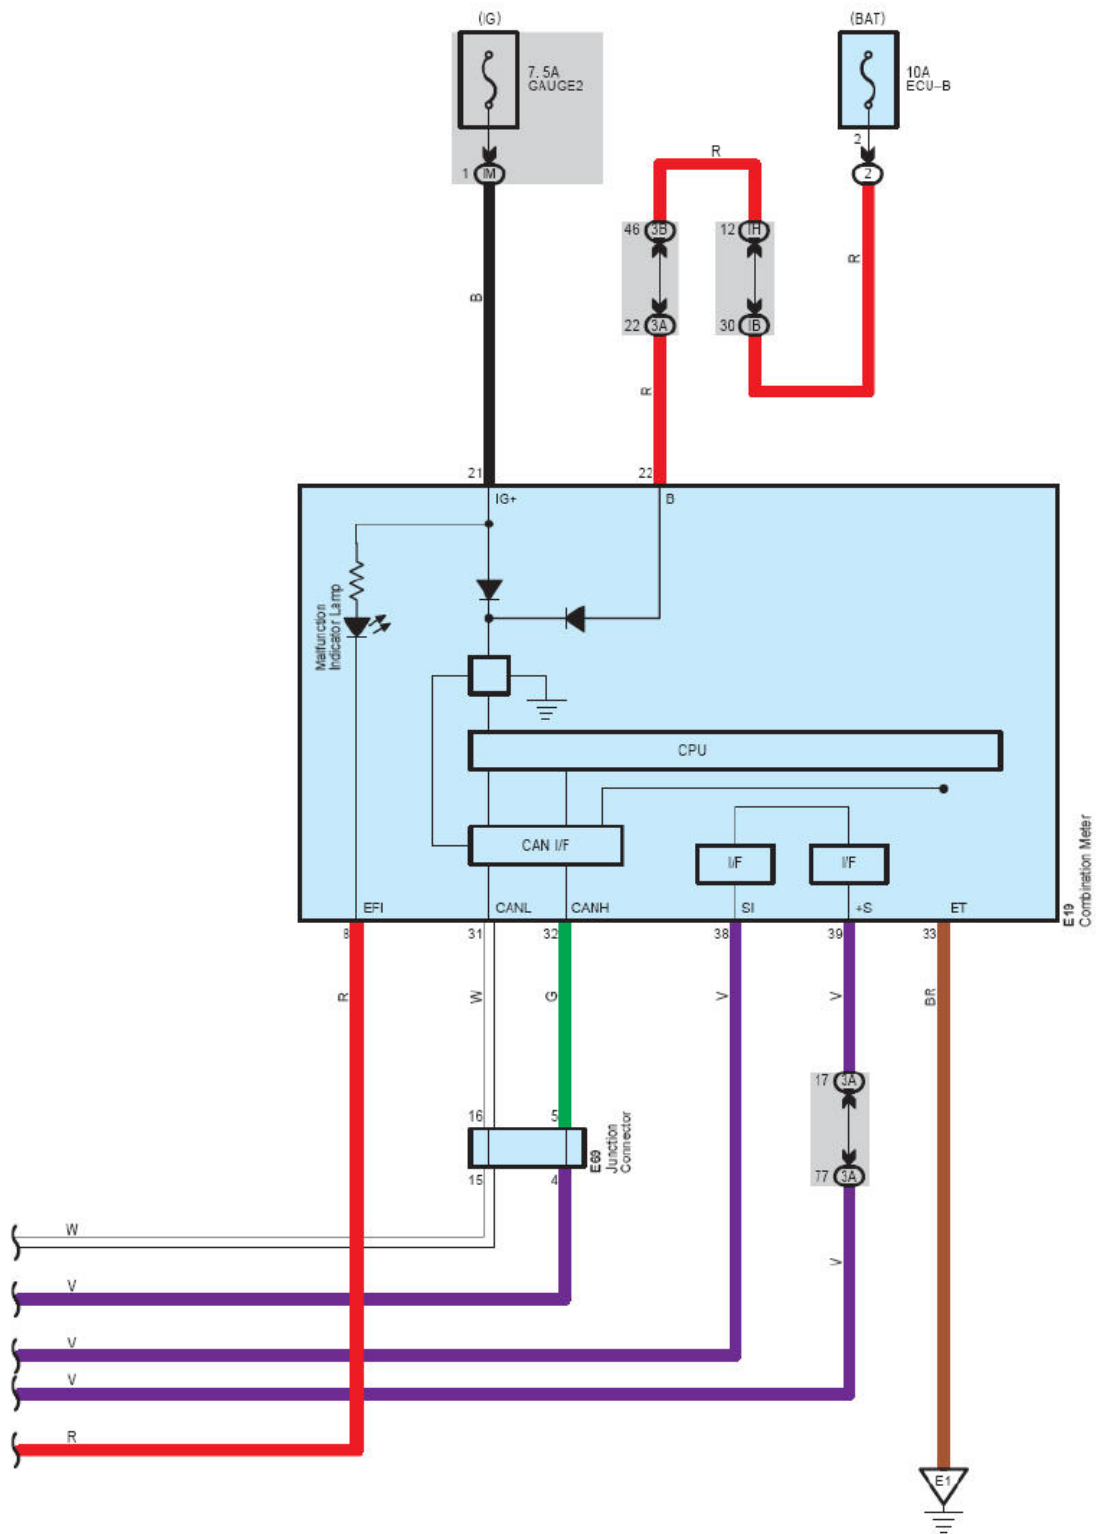 (IG)
(BAT)
7. 5A
GAUGE2
10A
ECU–B
2
1
IM
2
R
46
3B
12
IH
B
R
22
3A
30
IB
R
21
22
IG+
B
Malfunction
Indicator Lamp
CPU
CAN I/F
I/F
I/F
E19
Combination Meter
EFI
CANL
CANH
SI
+S
ET
8
31
32
38
39
33
R
W
G
V
V
BR
17
3A
16
5
E69
Junction
Connector
15
4
77
3A
W
V
V
V
V
R
E1